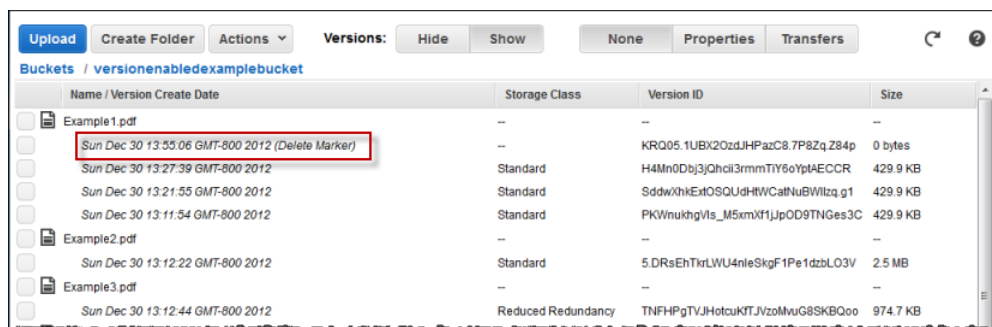 Upload Create Folder Actions Versions: Hide Show None Properties Transfers
Buckets / versionenabledexamplebucket
Name / Version Create Date Storage Class Version ID Size
Example1.pdf -- -- --
Sun Dec 30 13:55:06 GMT-800 2012 (Delete Marker) -- KRQ05.1UBX2OzdJHPazC8.7P8Zq.Z84p 0 bytes
Sun Dec 30 13:27:39 GMT-800 2012 Standard H4Mn0Dbj3jQhcii3rmmTiY6oYptAECCR 429.9 KB
Sun Dec 30 13:21:55 GMT-800 2012 Standard SddwXhkExtOSQUdHtWCatNuBWllzq.g1 429.9 KB
Sun Dec 30 13:11:54 GMT-800 2012 Standard PKWnukhgVls_M5xmXf1jJpOD9TNGes3C 429.9 KB
Example2.pdf -- -- --
Sun Dec 30 13:12:22 GMT-800 2012 Standard 5.DRsEhTkrLWU4nleSkgF1Pe1dzbLO3V 2.5 MB
Example3.pdf -- -- --
Sun Dec 30 13:12:44 GMT-800 2012 Reduced Redundancy TNFHPgTVJHotcuKfTJVzoMvuG8SKBQoo 974.7 KB